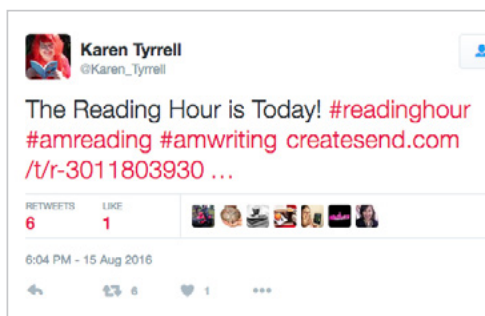 Karen Tyrrell
@Karen_Tyrrell
The Reading Hour is Today! #readinghour
#amreading #amwriting createsend.com
/t/r-3011803930 ...
RETWEETS LIKE
6 1
6:04 PM - 15 Aug 2016
6 1